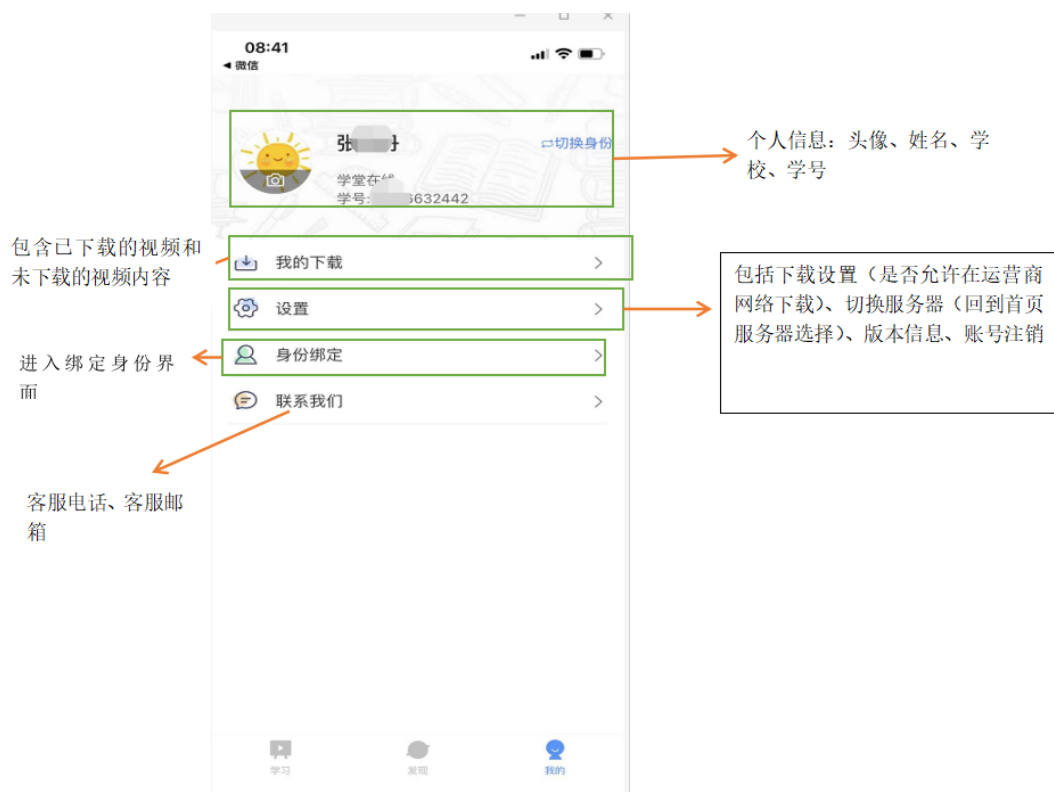 08:41
微信
张
切换身份
学堂在线
学号:
6632442
个人信息：头像、姓名、学
校、学号
包含已下载的视频和
未下载的视频内容
我的下载
设置
包括下载设置（是否允许在运营商
网络下载）、切换服务器（回到首页
服务器选择）、版本信息、账号注销
身份绑定
进入绑定身份界
面
联系我们
客服电话、客服邮
箱
学习
发现
我的